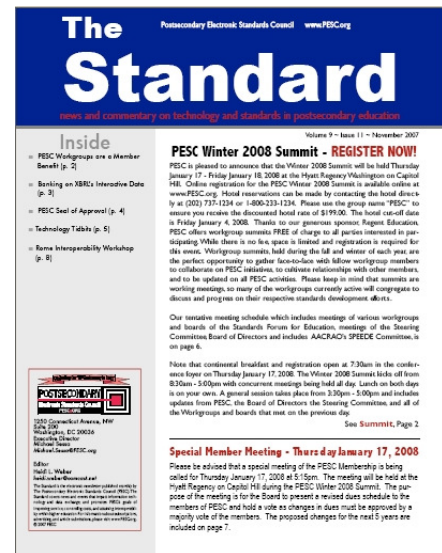 The
Postsecondary Electronic Standards Council www.PESC.org
Standard
news and commentary on technology and standards in postsecondary education
Inside
PESC Workgroups are a Member
Benefit (p. 2)
Banking on XBRL's Interactive Data
(p. 3)
PESC Seal of Approval (p. 4)
Technology Tidbits (p. 5)
Rome Interoperability Workshop
(p. 8)
POSTSECONDARY
1250 Connecticut Avenue, NW
Suite 200
Washington, DC 20036
Executive Director
Michael Sessa
Michael.Sessa@PESC.org
Editor
Heidi L. Weber
heidi.weber@comcast.net
Volume 9 ~ Issue 11 ~ November 2007
PESC Winter 2008 Summit - REGISTER NOW!
PESC is pleased to announce that the Winter 2008 Summit will be held Thursday
January 17 - Friday January 18, 2008 at the Hyatt Regency Washington on Capitol
Hill. Online registration for the PESC Winter 2008 Summit is available online at
www.PESC.org. Hotel reservations can be made by contacting the hotel direct-
ly at (202) 737-1234 or 1-800-233-1234. Please use the group name "PESC" to
ensure you receive the discounted hotel rate of $199.00. The hotel cut-off date
is Friday January 4, 2008. Thanks to our generous sponsor, Regent Education,
PESC offers workgroup summits FREE of charge to all parties interested in par-
ticipating. While there is no fee, space is limited and registration is required for
this event. Workgroup summits, held during the fall and winter of each year, are
the perfect opportunity to gather face-to-face with fellow workgroup members
to collaborate on PESC initiatives, to cultivate relationships with other members,
and to be updated on all PESC activities. Please keep in mind that summits are
working meetings, so many of the workgroups currently active will congregate to
discuss and progress on their respective standards development efforts.
Our tentative meeting schedule which includes meetings of various workgroups
and boards of the Standards Forum for Education, meetings of the Steering
Committee, Board of Directors and includes AACRAO's SPEEDE Committee, is
on page 6.
Note that continental breakfast and registration open at 7:30am in the confer-
ence foyer on Thursday January 17, 2008. The Winter 2008 Summit kicks off from
8:30am - 5:00pm with concurrent meetings being held all day. Lunch on both days
is on your own. A general session takes place from 3:30pm - 5:00pm and includes
updates from PESC, the Board of Directors the Steering Committee, and all of
the Workgroups and boards that met on the previous day.
See Summit, Page 2
Special Member Meeting - Thursday January 17, 2008
Please be advised that a special meeting of the PESC Membership is being
called for Thursday January 17, 2008 at 5:15pm. The meeting will be held at the
Hyatt Regency on Capitol Hill during the PESC Winter 2008 Summit. The pur-
pose of the meeting is for the Board to present a revised dues schedule to the
members of PESC and hold a vote as changes in dues must be approved by a
majority vote of the members. The proposed changes for the next 5 years are
included on page 7.